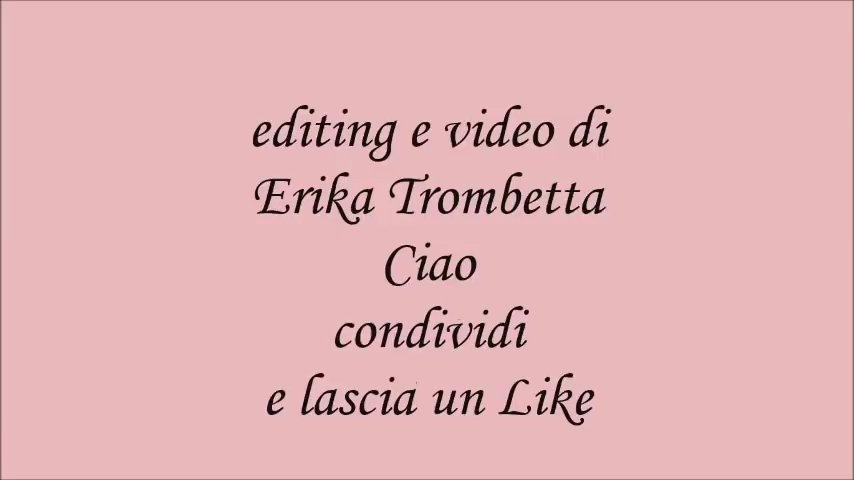 editing e video di
Erika Trombetta
Ciao
condividi
e lascia un Like